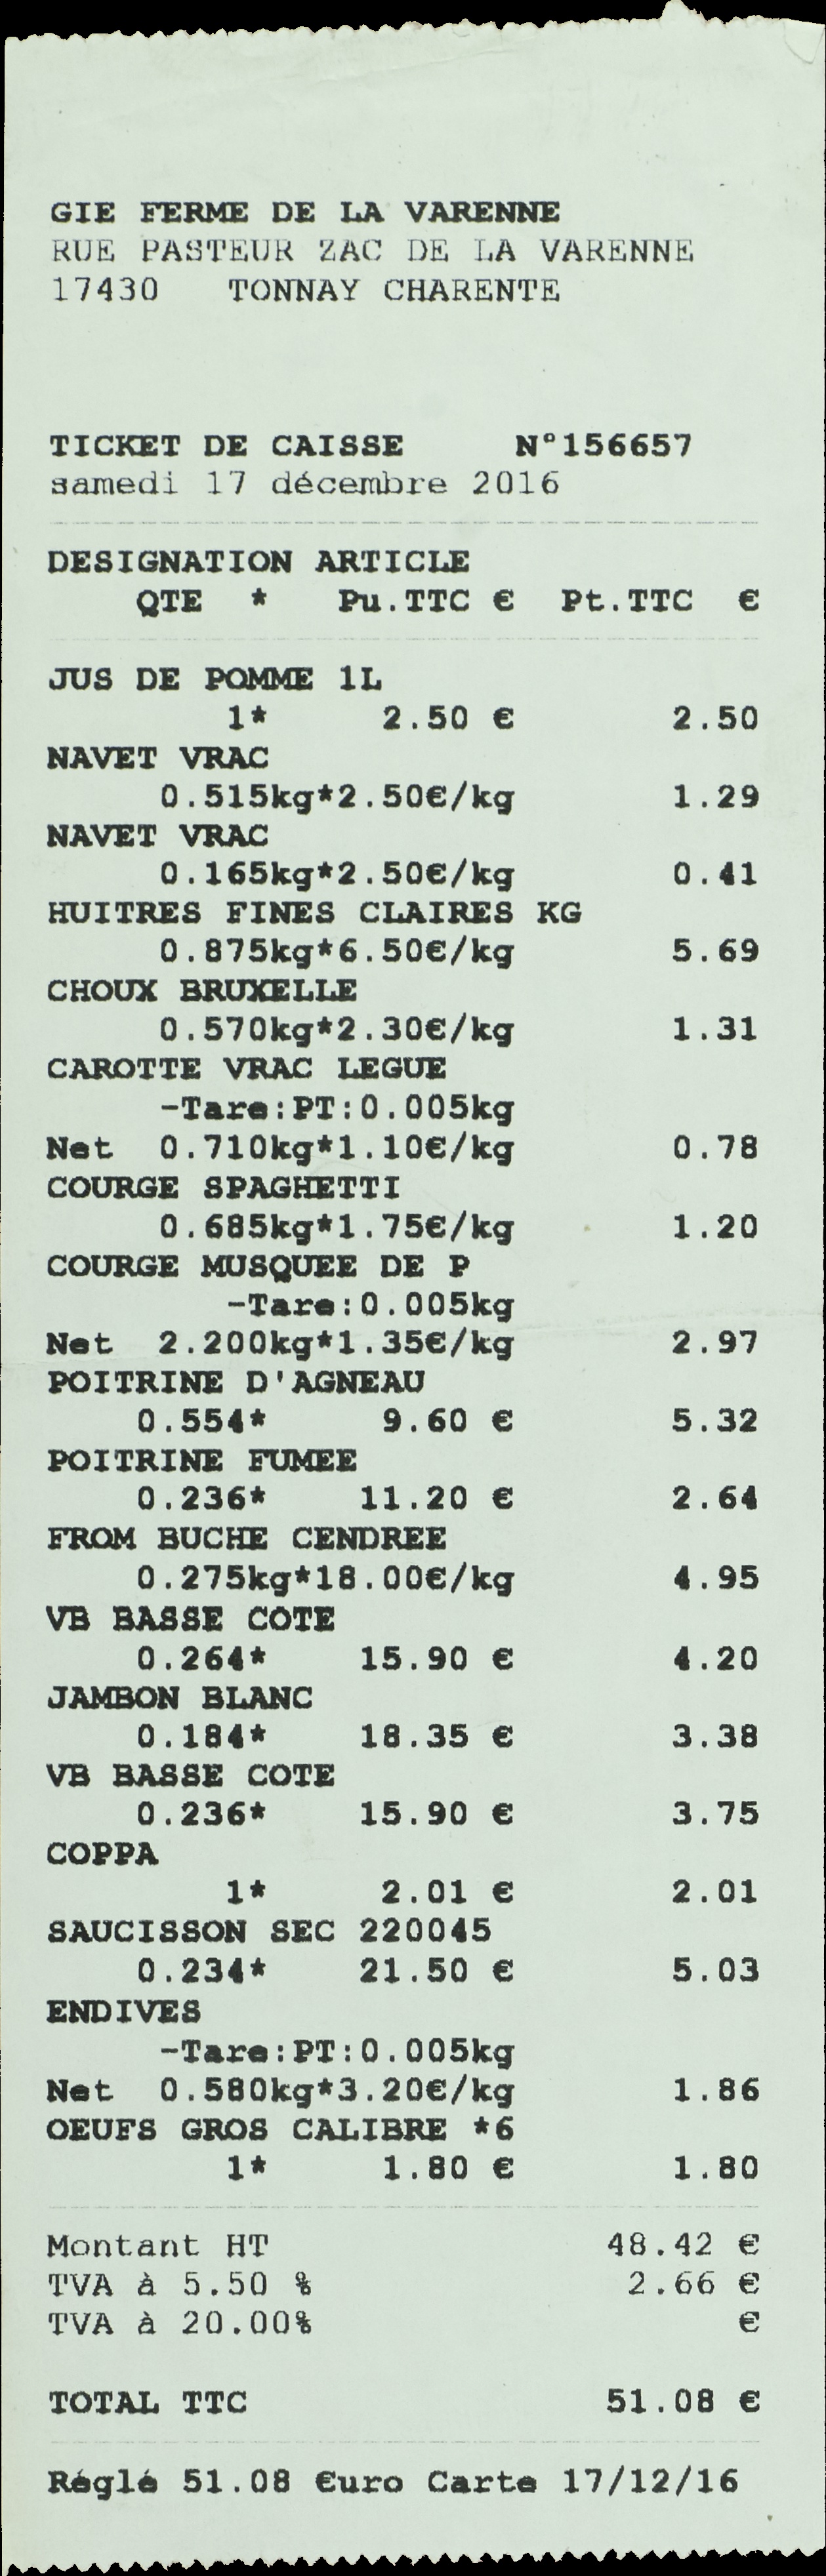 GIE FERME DE LA VARENNE
RUE PASTEUR ZAC DE LA VARENNE
17430 TONNAY CHARENTE
TICKET DE CAISSE N°156657
samedi 17 décembre 2016
DESIGNATION ARTICLE
QTE * Pu.TTC € Pt.TTC €
JUS DE POMME 1L
1* 2.50 € 2.50
NAVET VRAC
0.515kg*2.50€/kg 1.29
NAVET VRAC
0.165kg*2.50€/kg 0.41
HUITRES FINES CLAIRES KG
0.875kg*6.50€/kg 5.69
CHOUX BRUXELLE
0.570kg*2.30€/kg 1.31
CAROTTE VRAC LEGUE
-Tare:PT:0.005kg
Net 0.710kg*1.10€/kg 0.78
COURGE SPAGHETTI
0.685kg*1.75€/kg 1.20
COURGE MUSQUEE DE P
-Tare:0.005kg
Net 2.200kg*1.35€/kg 2.97
POITRINE D'AGNEAU
0.554* 9.60 € 5.32
POITRINE FUMEE
0.236* 11.20 € 2.64
FROM BUCHE CENDREE
0.275kg*18.00€/kg 4.95
VB BASSE COTE
0.264* 15.90 € 4.20
JAMBON BLANC
0.184* 18.35 € 3.38
VB BASSE COTE
0.236* 15.90 € 3.75
COPPA
1* 2.01 € 2.01
SAUCISSON SEC 220045
0.234* 21.50 € 5.03
ENDIVES
-Tare:PT:0.005kg
Net 0.580kg*3.20€/kg 1.86
OEUFS GROS CALIBRE *6
1* 1.80 € 1.80
Montant HT 48.42 €
TVA à 5.50 % 2.66 €
TVA à 20.00% €
TOTAL TTC 51.08 €
Réglé 51.08 €uro Carte 17/12/16